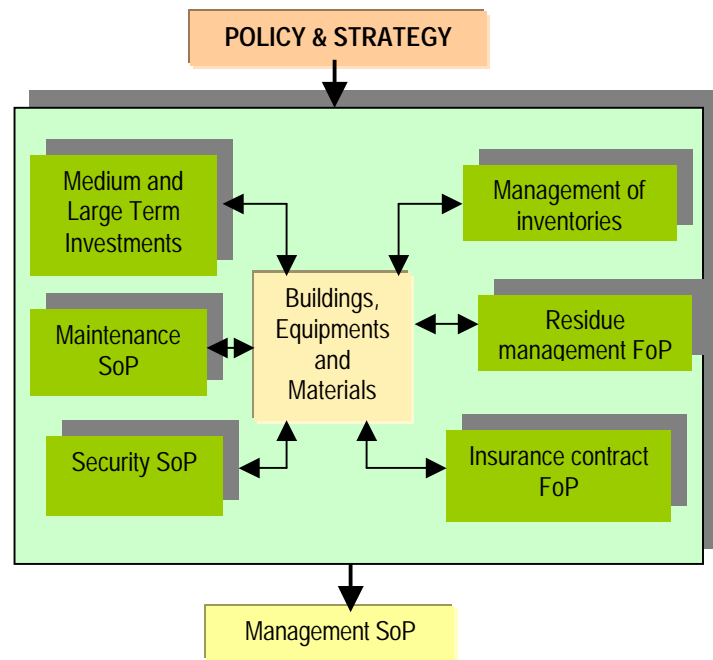 POLICY & STRATEGY
Medium and
Large Term
Investments
Management of
inventories
Buildings,
Equipments
and
Materials
Maintenance
SoP
Residue
management FoP
Security SoP
Insurance contract
FoP
Management SoP